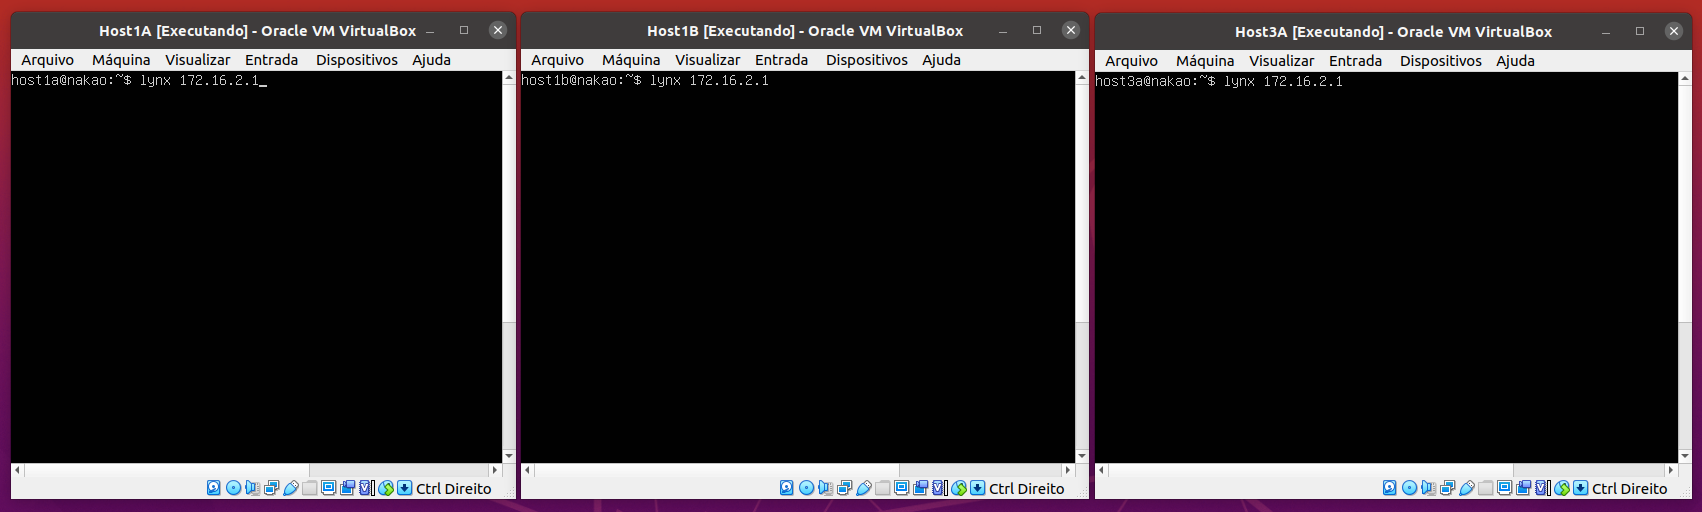 Host1A [Executando] - Oracle VM VirtualBox
Arquivo Máquina Visualizar Entrada Dispositivos Ajuda
host1a@nakao:~$ lynx 172.16.2.1_
Ctrl Direito
Host1B [Executando] - Oracle VM VirtualBox
Arquivo Máquina Visualizar Entrada Dispositivos Ajuda
host1b@nakao:~$ lynx 172.16.2.1
Ctrl Direito
Host3A [Executando] - Oracle VM VirtualBox
Arquivo Máquina Visualizar Entrada Dispositivos Ajuda
host3a@nakao:~$ lynx 172.16.2.1
Ctrl Direito